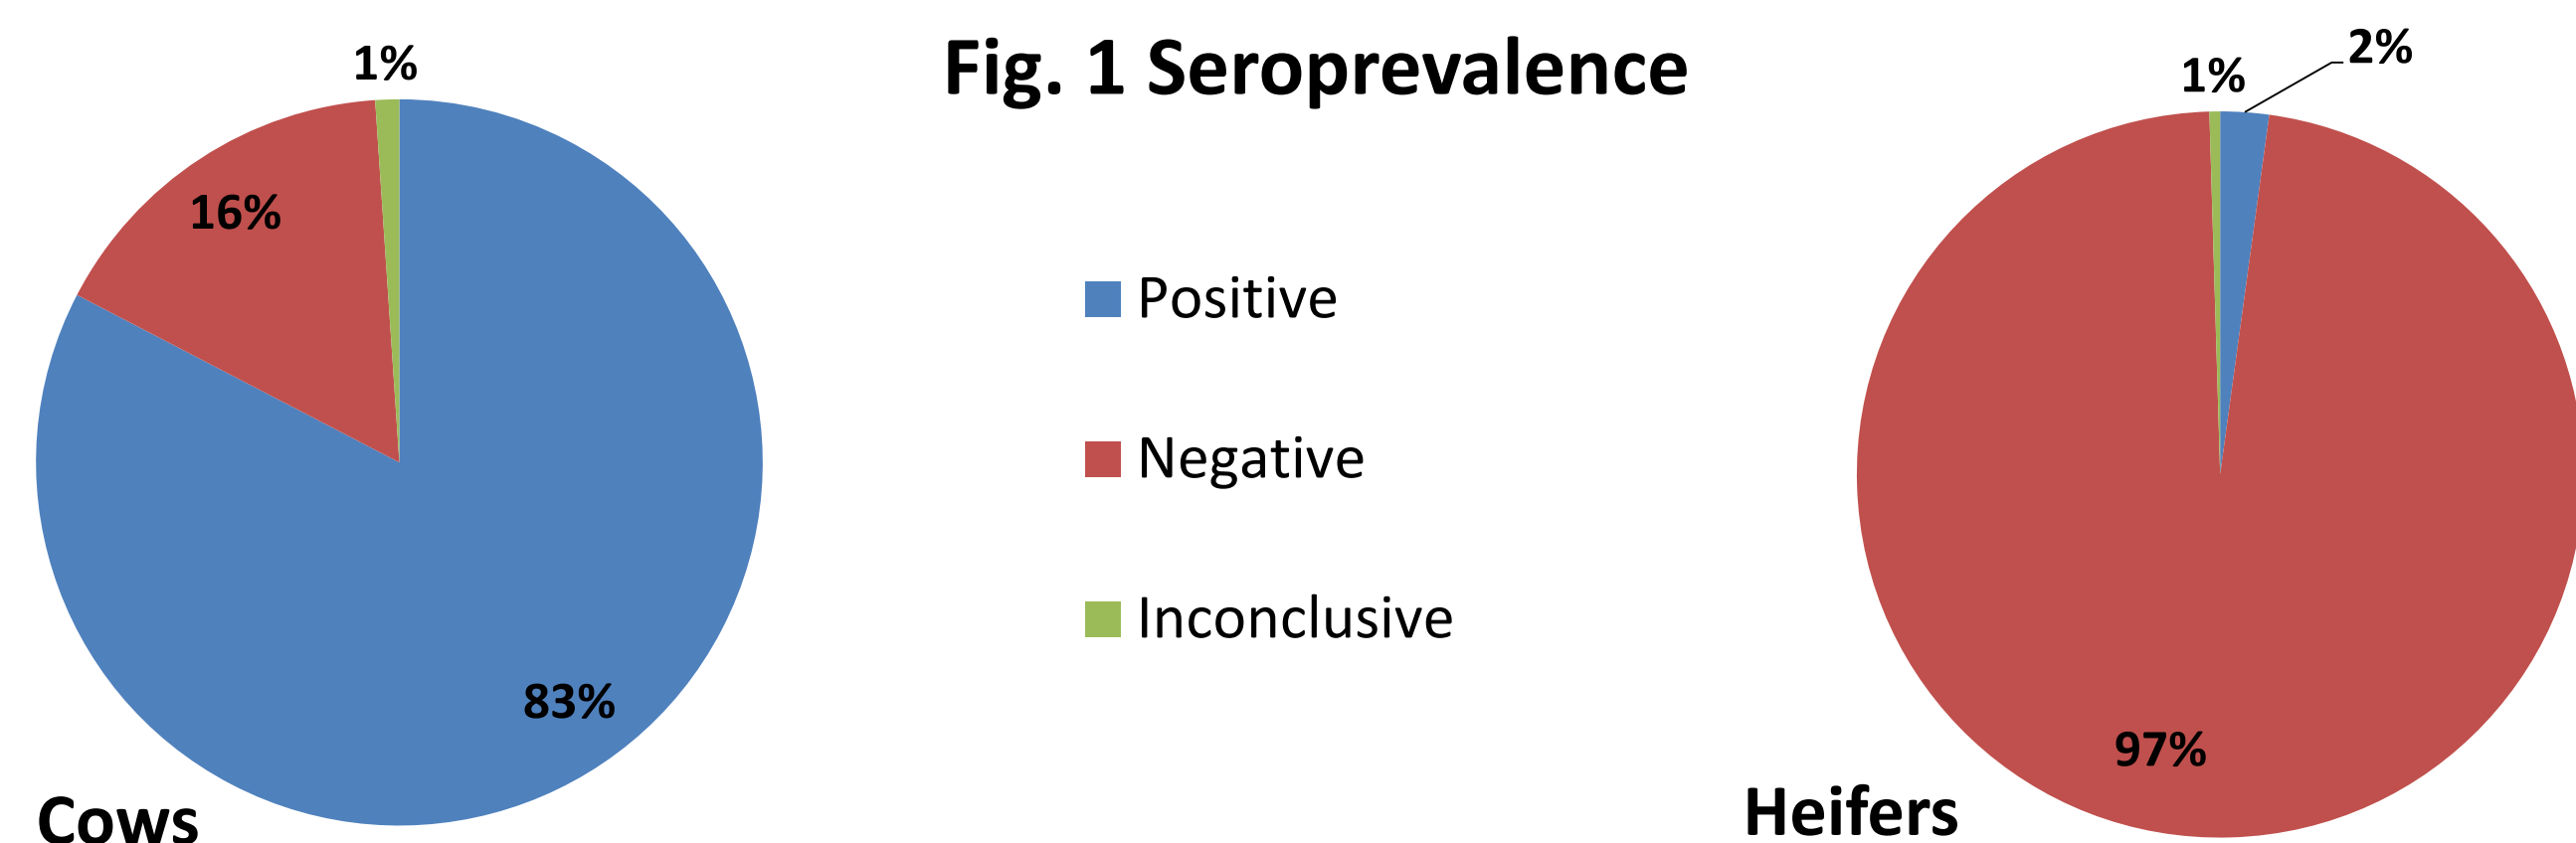 Fig. 1 Seroprevalence
1%
16%
83%
Cows
Positive
Negative
Inconclusive
1%
2%
97%
Heifers